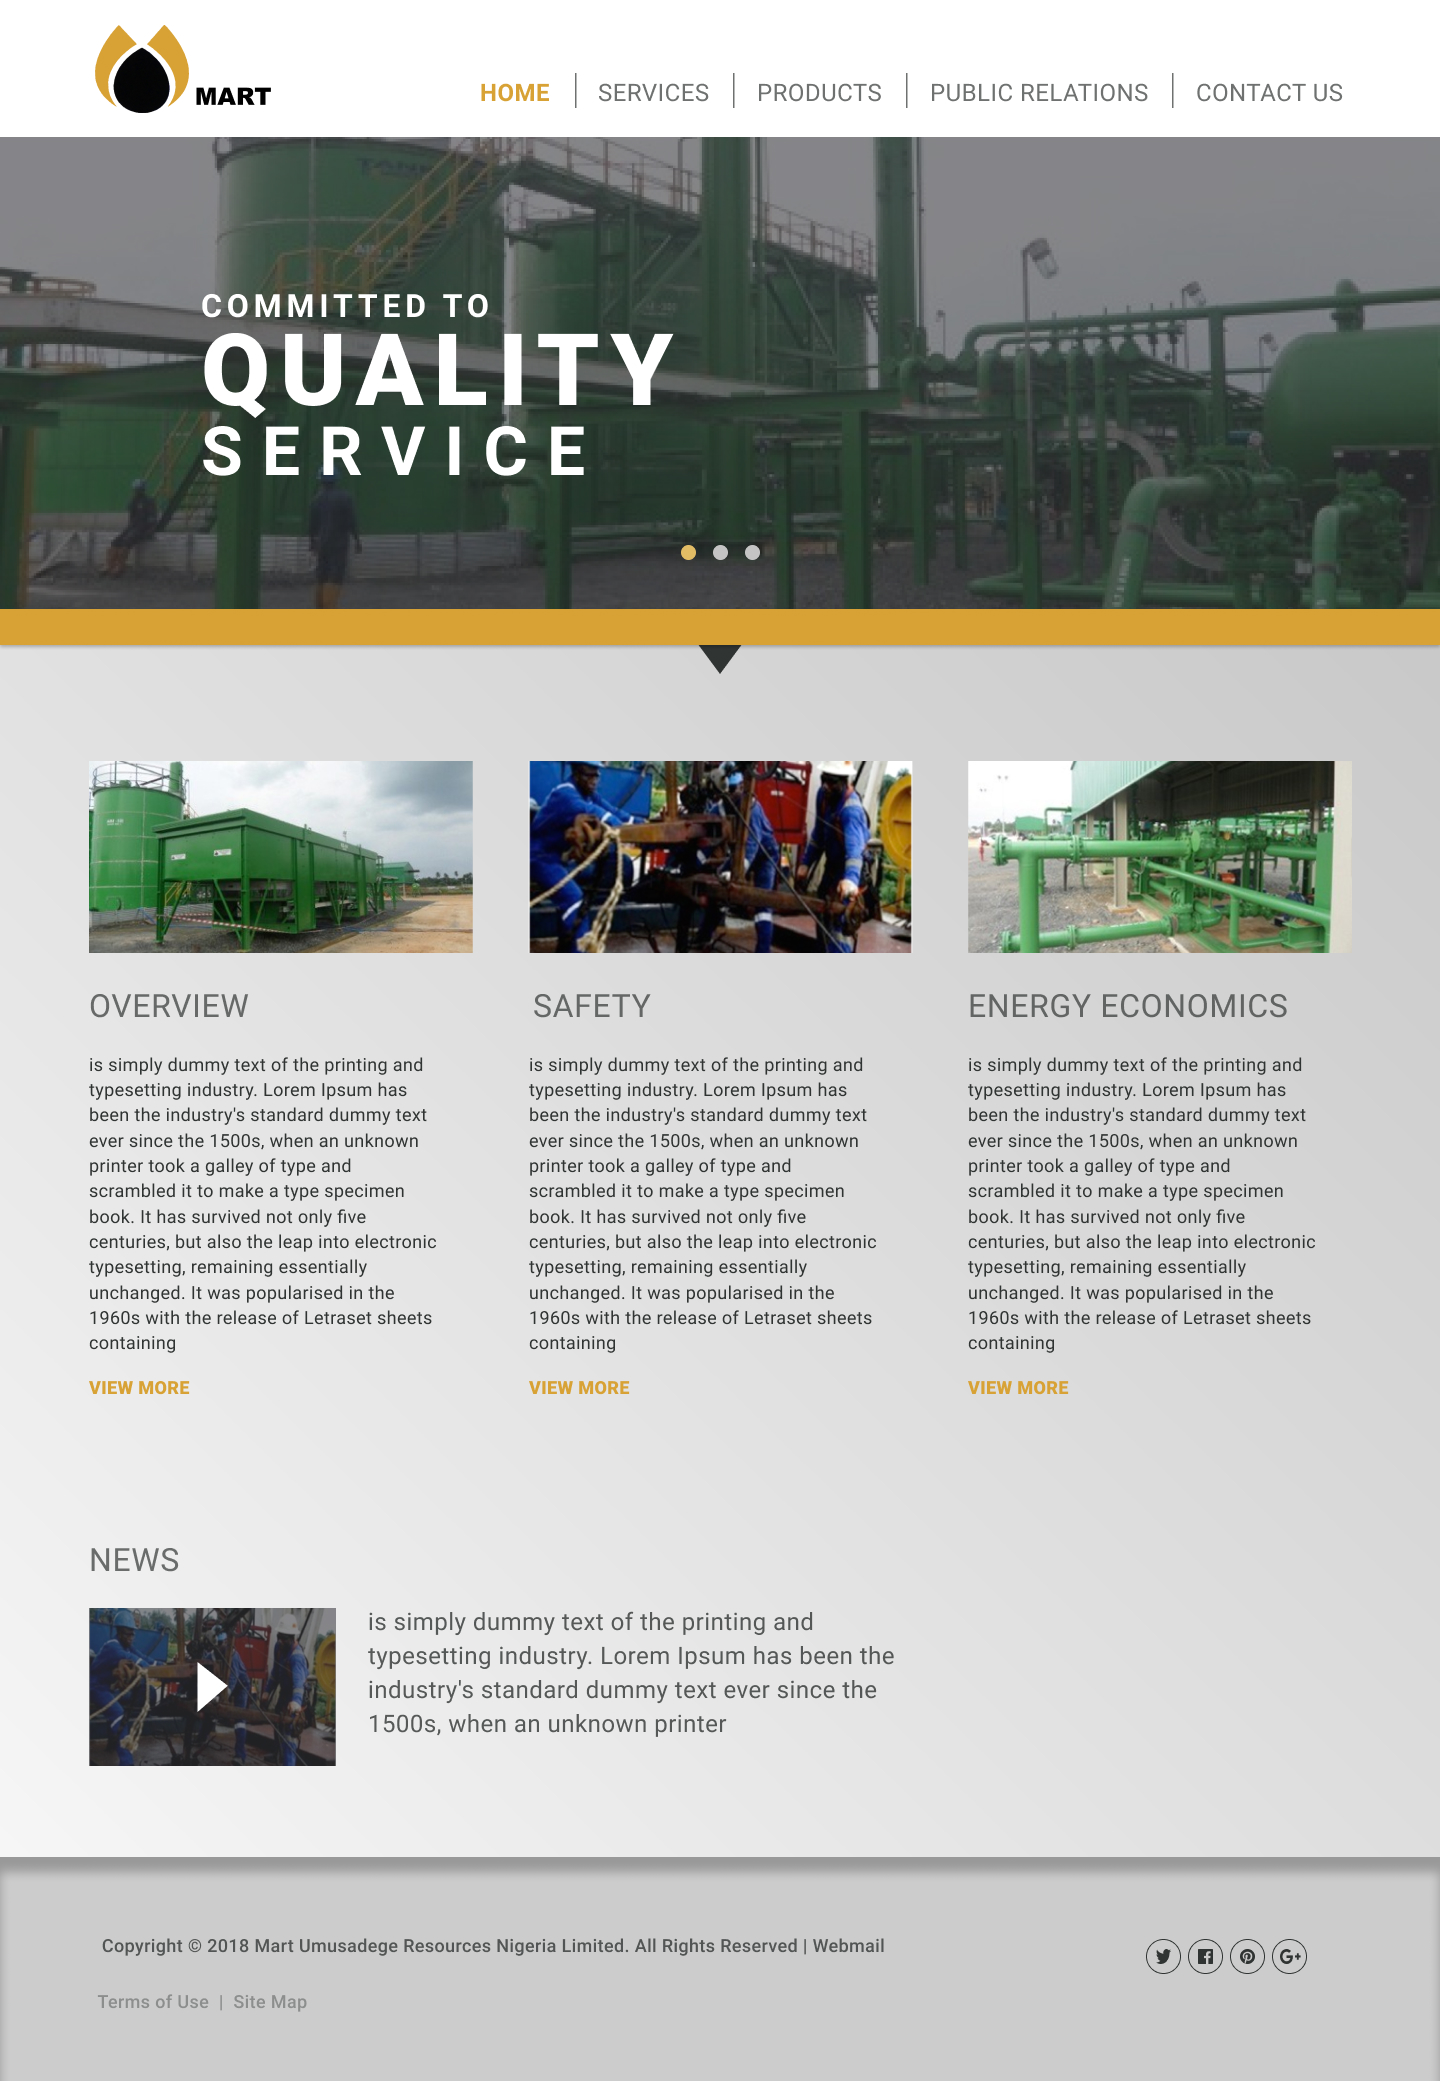 MART
HOME
SERVICES
PRODUCTS
PUBLIC RELATIONS
CONTACT US
COMMITTED TO
QUALITY
SERVICE
OVERVIEW
is simply dummy text of the printing and
typesetting industry. Lorem Ipsum has
been the industry's standard dummy text
ever since the 1500s, when an unknown
printer took a galley of type and
scrambled it to make a type specimen
book. It has survived not only five
centuries, but also the leap into electronic
typesetting, remaining essentially
unchanged. It was popularised in the
1960s with the release of Letraset sheets
containing
VIEW MORE
SAFETY
is simply dummy text of the printing and
typesetting industry. Lorem Ipsum has
been the industry's standard dummy text
ever since the 1500s, when an unknown
printer took a galley of type and
scrambled it to make a type specimen
book. It has survived not only five
centuries, but also the leap into electronic
typesetting, remaining essentially
unchanged. It was popularised in the
1960s with the release of Letraset sheets
containing
VIEW MORE
ENERGY ECONOMICS
is simply dummy text of the printing and
typesetting industry. Lorem Ipsum has
been the industry's standard dummy text
ever since the 1500s, when an unknown
printer took a galley of type and
scrambled it to make a type specimen
book. It has survived not only five
centuries, but also the leap into electronic
typesetting, remaining essentially
unchanged. It was popularised in the
1960s with the release of Letraset sheets
containing
VIEW MORE
NEWS
is simply dummy text of the printing and
typesetting industry. Lorem Ipsum has been the
industry's standard dummy text ever since the
1500s, when an unknown printer
Copyright © 2018 Mart Umusadege Resources Nigeria Limited. All Rights Reserved | Webmail
Terms of Use | Site Map